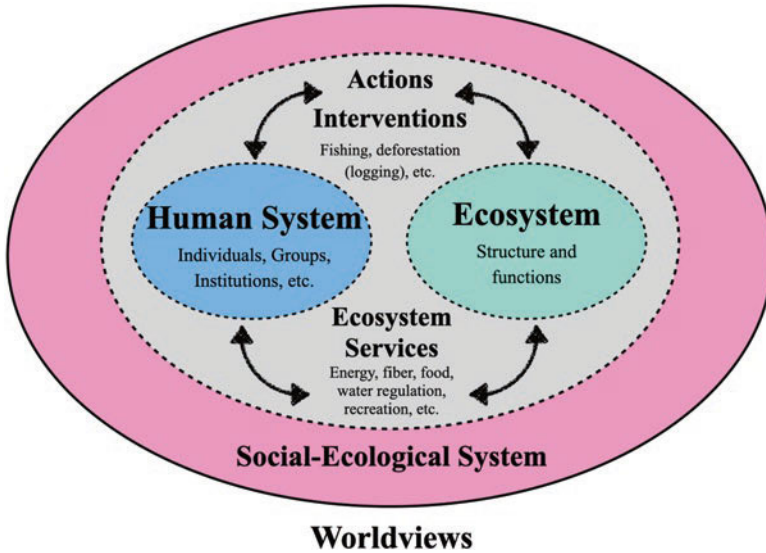 Actions
Interventions
Fishing, deforestation
(logging), etc.
Human System
Individuals, Groups,
Institutions, etc.
Ecosystem
Structure and
functions
Ecosystem
Services
Energy, fiber, food,
water regulation,
recreation, etc.
Social-Ecological System
Worldviews